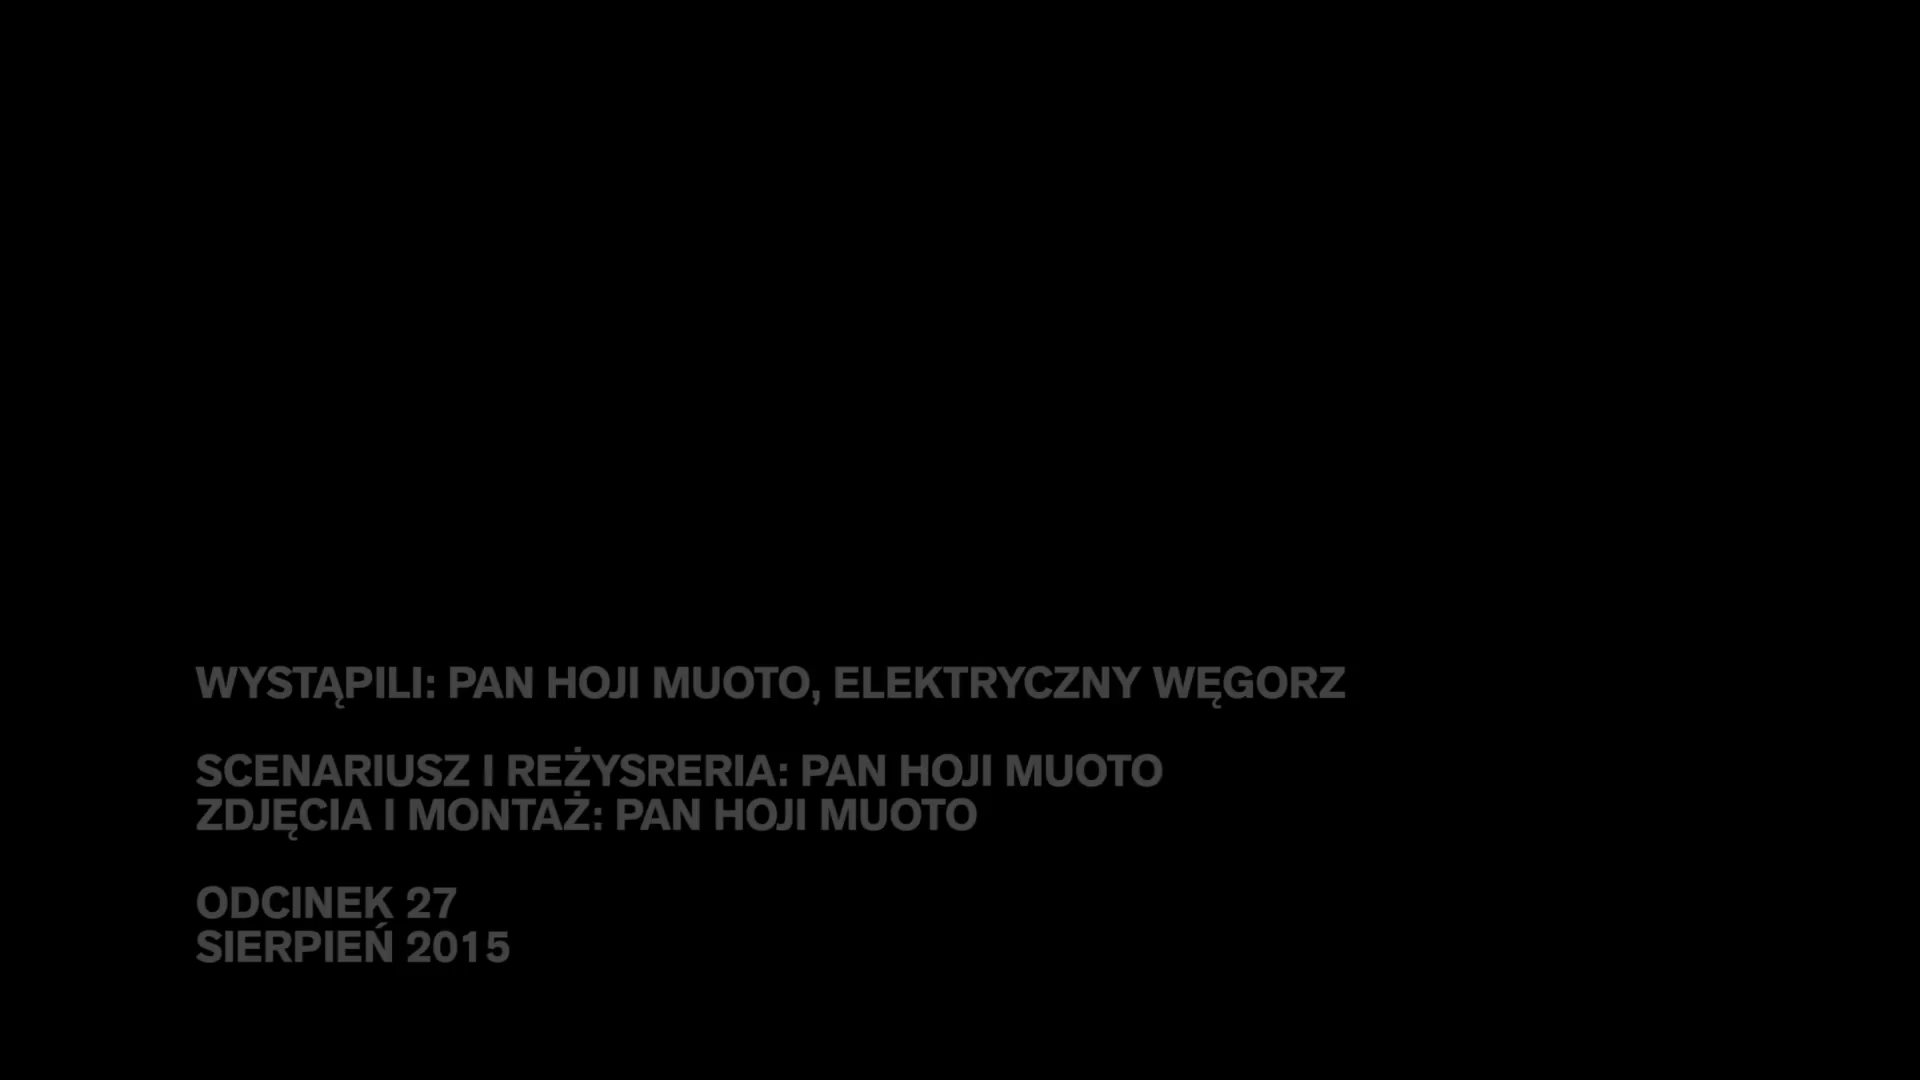 WYSTĄPILI: PAN HOJI MUOTO, ELEKTRYCZNY WĘGORZ
SCENARIUSZ I REŻYSRERIA: PAN HOJI MUOTO
ZDJĘCIA I MONTAŻ: PAN HOJI MUOTO
ODCINEK 27
SIERPIEŃ 2015